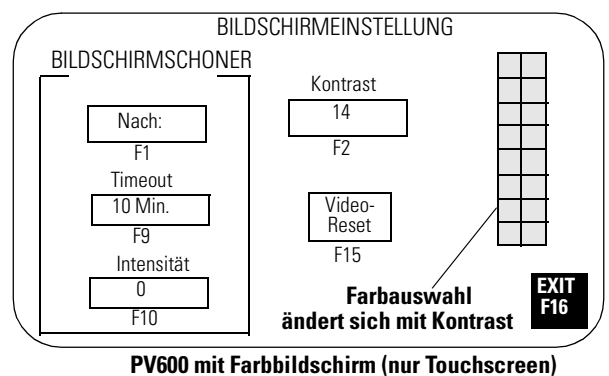 BILDSCHIRMEINSTELLUNG
BILDSCHIRMSCHONER
Nach:
F1
Timeout
10 Min.
F9
Intensität
0
F10
Kontrast
14
F2
Video-
Reset
F15
Farbauswahl
ändert sich mit Kontrast
EXIT
F16
PV600 mit Farbbildschirm (nur Touchscreen)